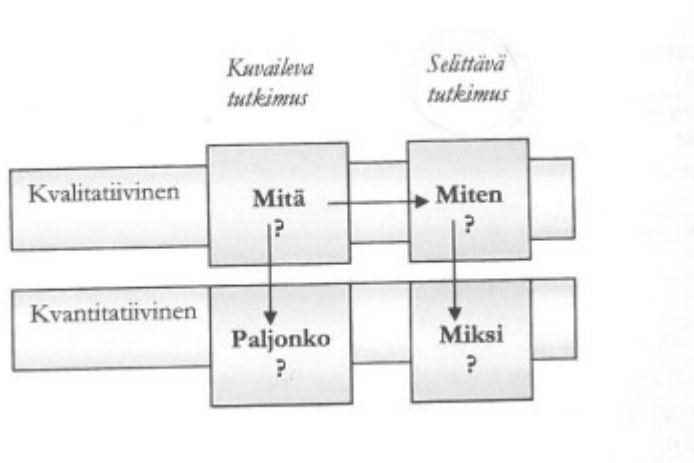 Kuvaileva
tutkimus
Selittävä
tutkimus
Kvalitatiivinen
Mitä
?
Miten
?
Kvantitatiivinen
Paljonko
?
Miksi
?